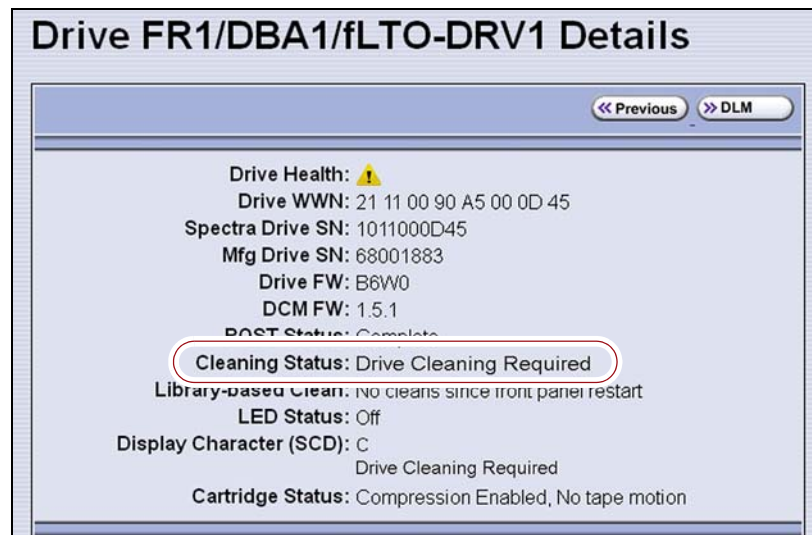 Drive FR1/DBA1/fLTO-DRV1 Details
Previous DLM
Drive Health:
Drive WWN: 21 11 00 90 A5 00 0D 45
Spectra Drive SN: 1011000D45
Mfg Drive SN: 68001883
Drive FW: B6W0
DCM FW: 1.5.1
POST Status: Complete
Cleaning Status: Drive Cleaning Required
Library-based Clean: No cleans since front panel restart
LED Status: Off
Display Character (SCD): C
Drive Cleaning Required
Cartridge Status: Compression Enabled, No tape motion